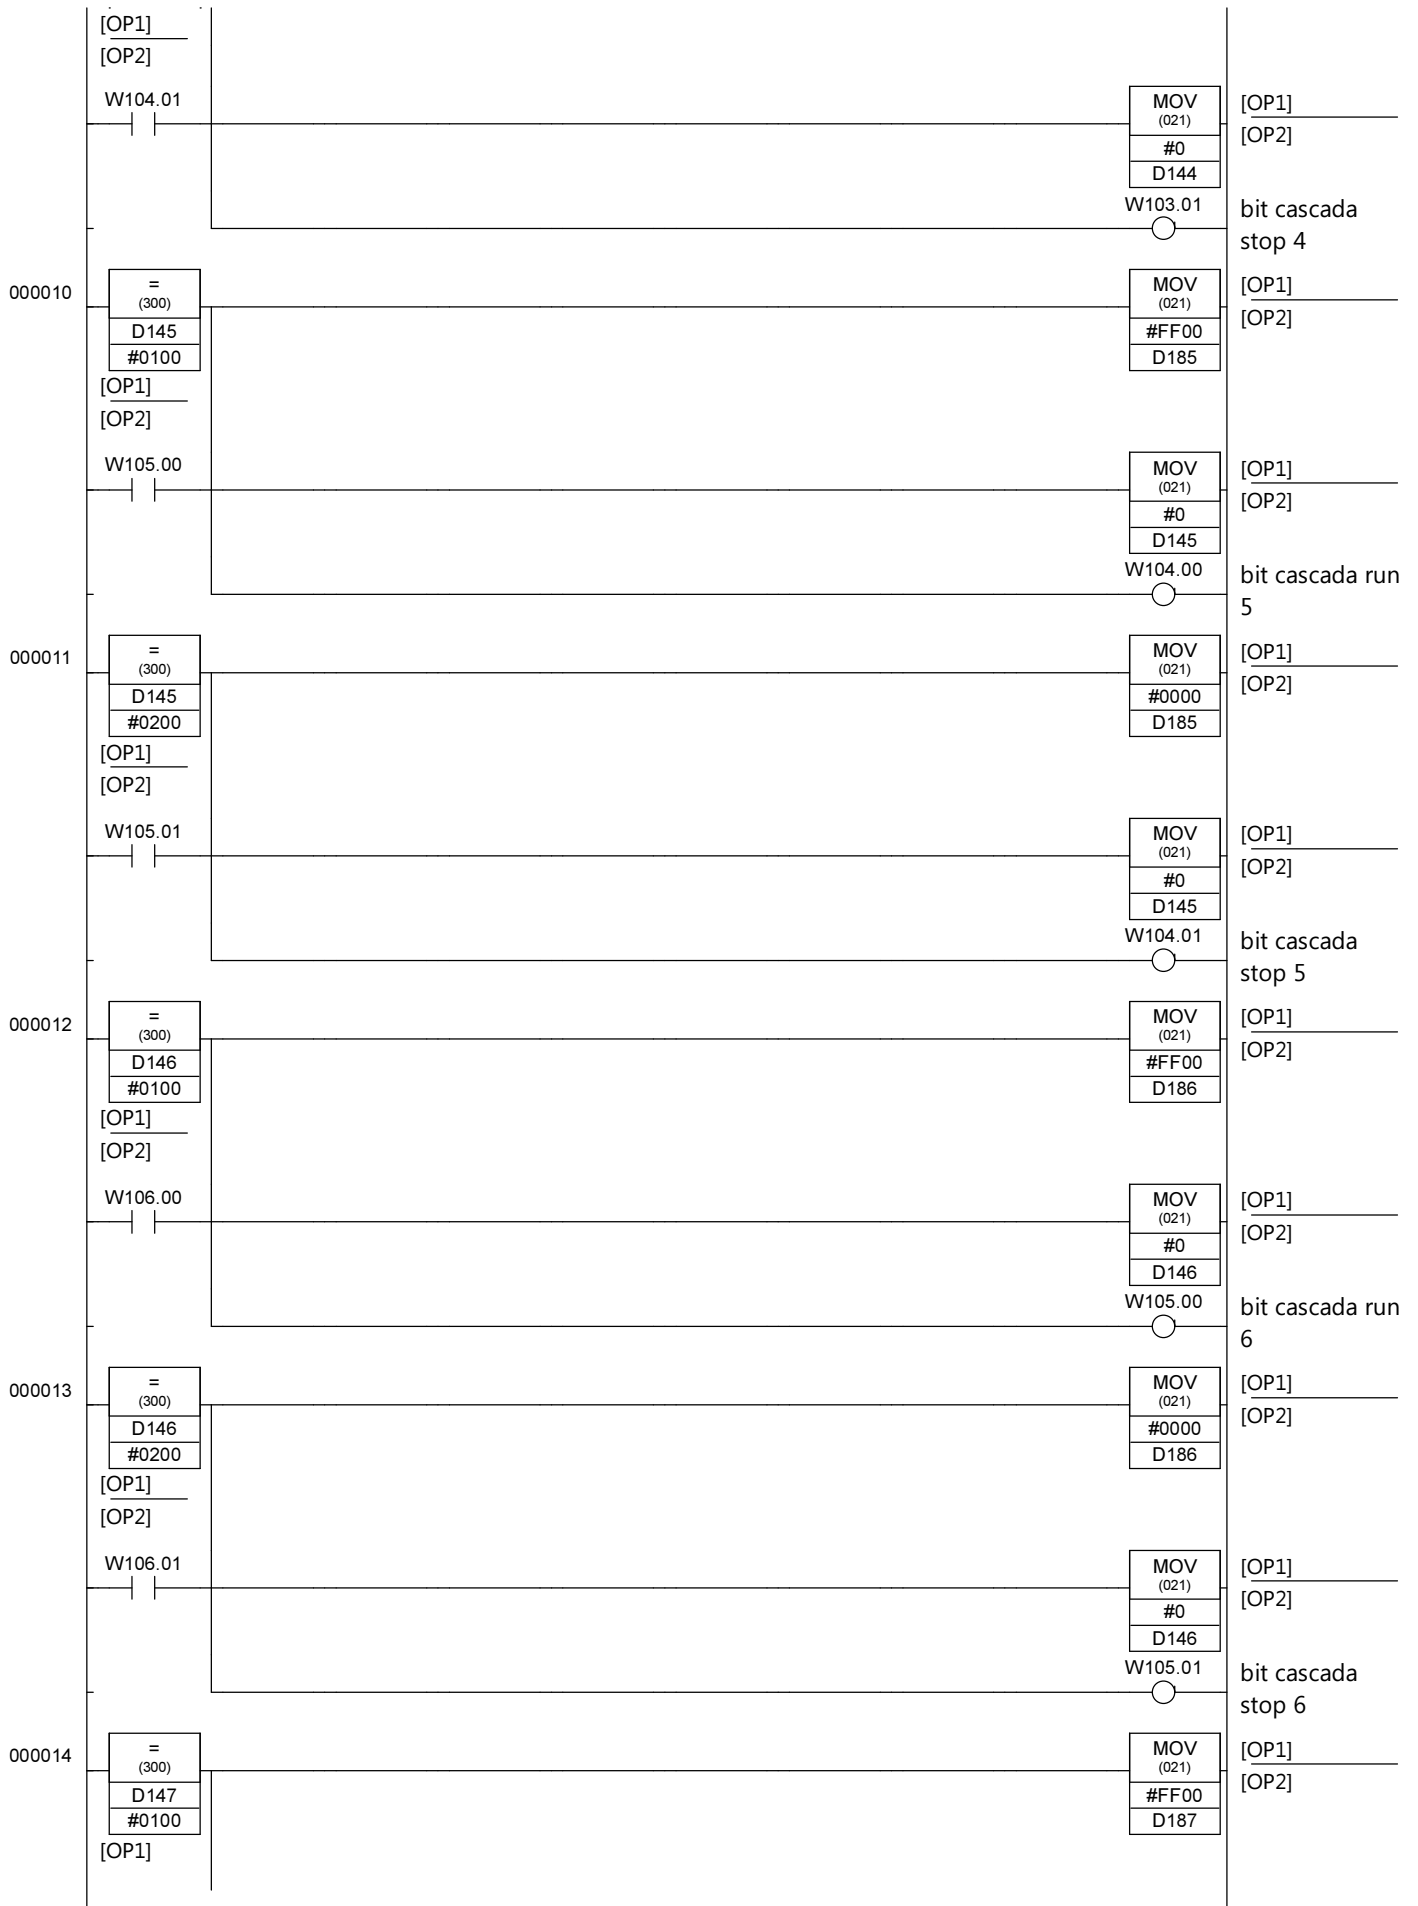 [OP1]
[OP2]
W104.01
MOV
(021)
#0
D144
[OP1]
[OP2]
W103.01
bit cascada
stop 4
000010
=
(300)
D145
#0100
[OP1]
[OP2]
MOV
(021)
#FF00
D185
[OP1]
[OP2]
W105.00
MOV
(021)
#0
D145
[OP1]
[OP2]
W104.00
bit cascada run
5
000011
=
(300)
D145
#0200
[OP1]
[OP2]
MOV
(021)
#0000
D185
[OP1]
[OP2]
W105.01
MOV
(021)
#0
D145
[OP1]
[OP2]
W104.01
bit cascada
stop 5
000012
=
(300)
D146
#0100
[OP1]
[OP2]
MOV
(021)
#FF00
D186
[OP1]
[OP2]
W106.00
MOV
(021)
#0
D146
[OP1]
[OP2]
W105.00
bit cascada run
6
000013
=
(300)
D146
#0200
[OP1]
[OP2]
MOV
(021)
#0000
D186
[OP1]
[OP2]
W106.01
MOV
(021)
#0
D146
[OP1]
[OP2]
W105.01
bit cascada
stop 6
000014
=
(300)
D147
#0100
[OP1]
MOV
(021)
#FF00
D187
[OP1]
[OP2]